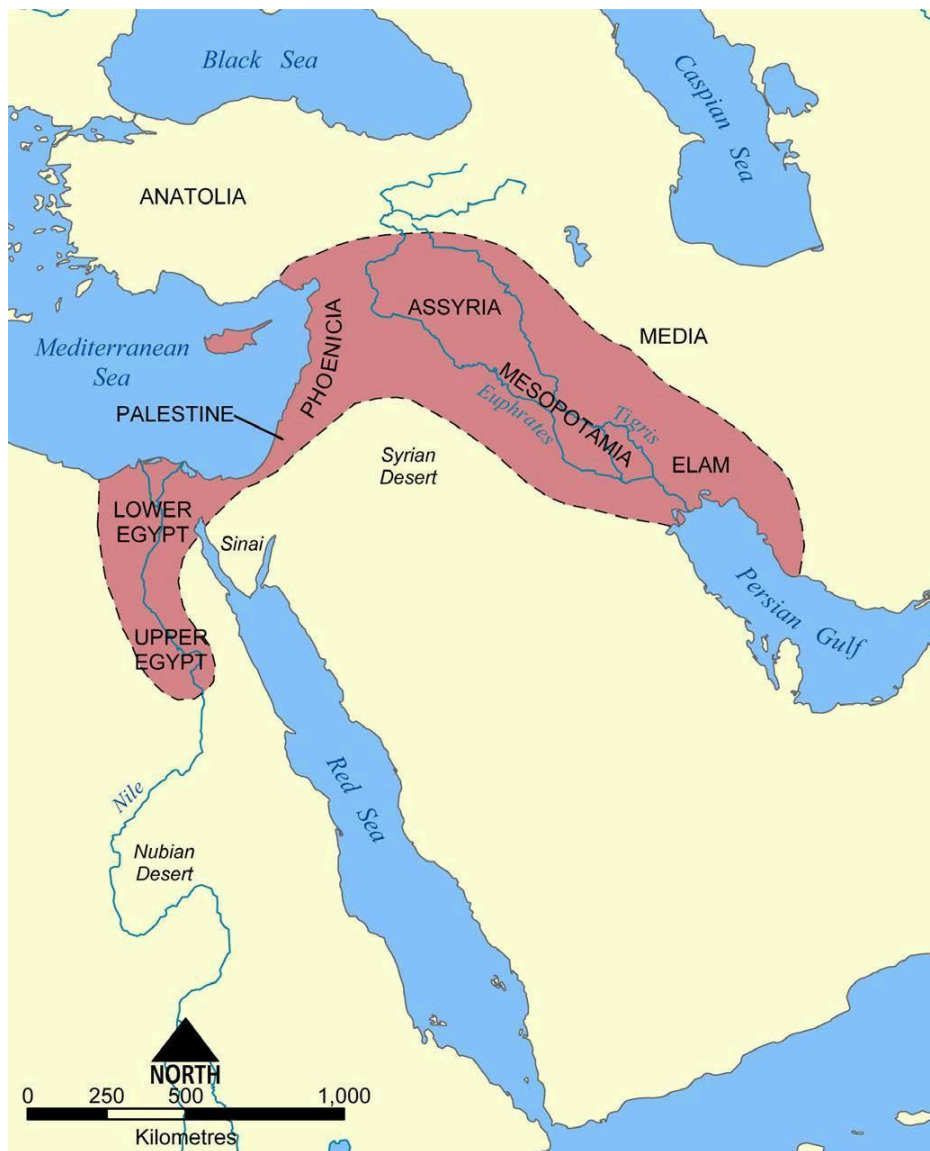 Black Sea
Caspian Sea
ANATOLIA
ASSYRIA
MEDIA
PHOENICIA
Mediterranean
Sea
MESOPOTAMIA
Euphrates
Tigris
PALESTINE
Syrian
Desert
ELAM
LOWER
EGYPT
Sinai
Persian Gulf
UPPER
EGYPT
Red Sea
Nile
Nubian
Desert
NORTH
0 250 500 1,000
Kilometres